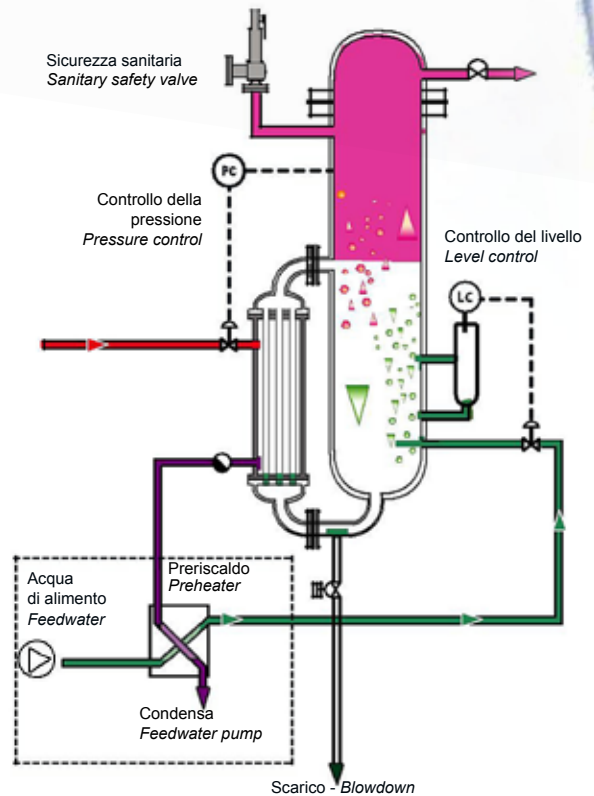 Sicurezza sanitaria
Sanitary safety valve
PC
Controllo della
pressione
Pressure control
Controllo del livello
Level control
LC
Acqua
di alimento
Feedwater
Preriscaldo
Preheater
Condensa
Feedwater pump
Scarico - Blowdown